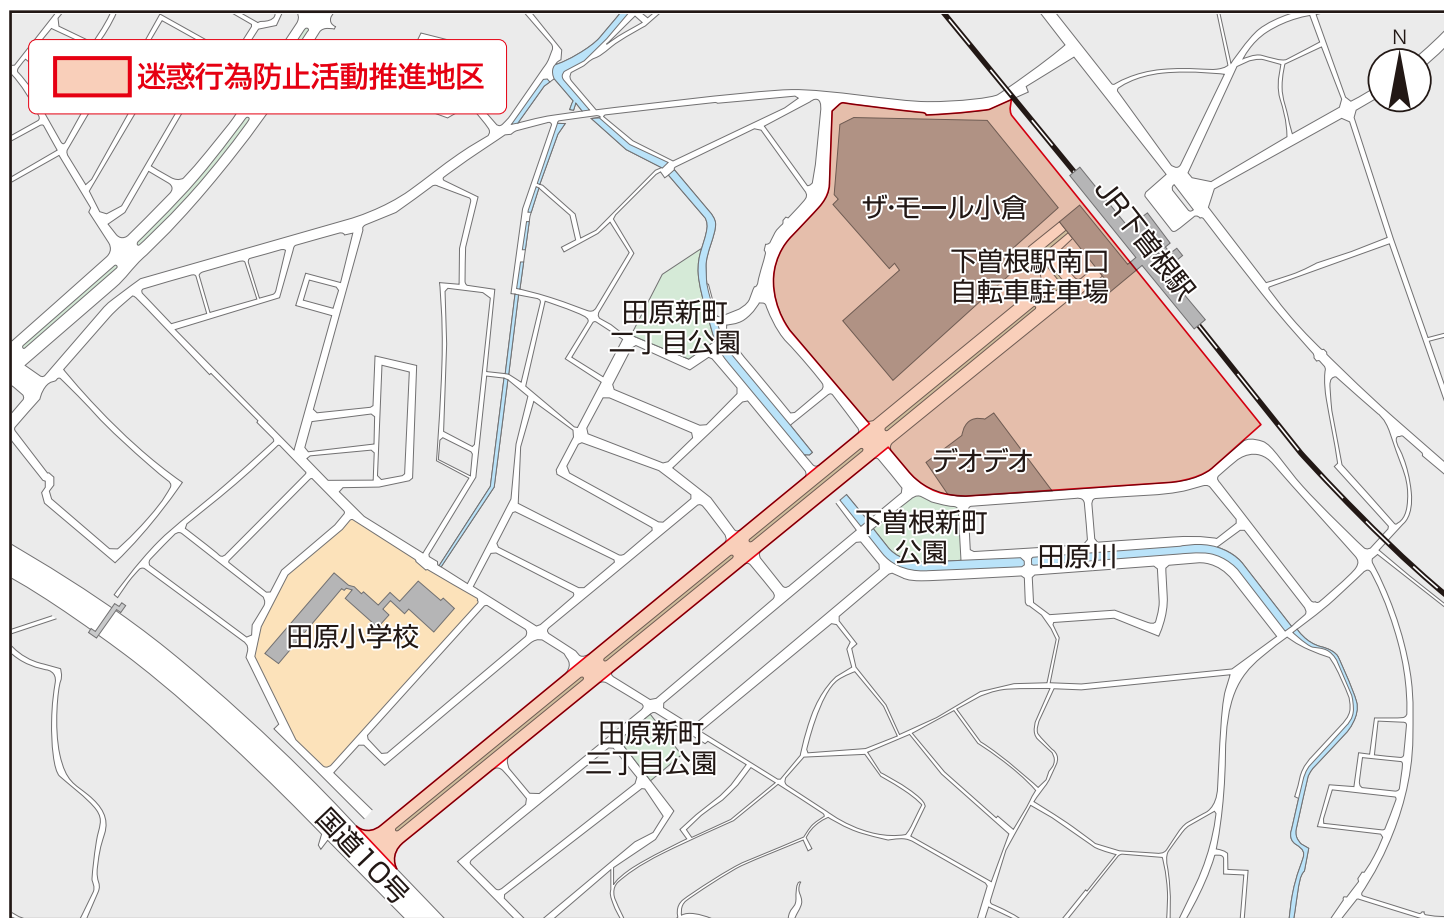 迷惑行為防止活動推進地区
N
ザ・モール小倉
JR下曽根駅
下曽根駅南口
自転車駐車場
田原新町
二丁目公園
デオデオ
下曽根新町
公園
田原川
田原小学校
田原新町
三丁目公園
国道10号